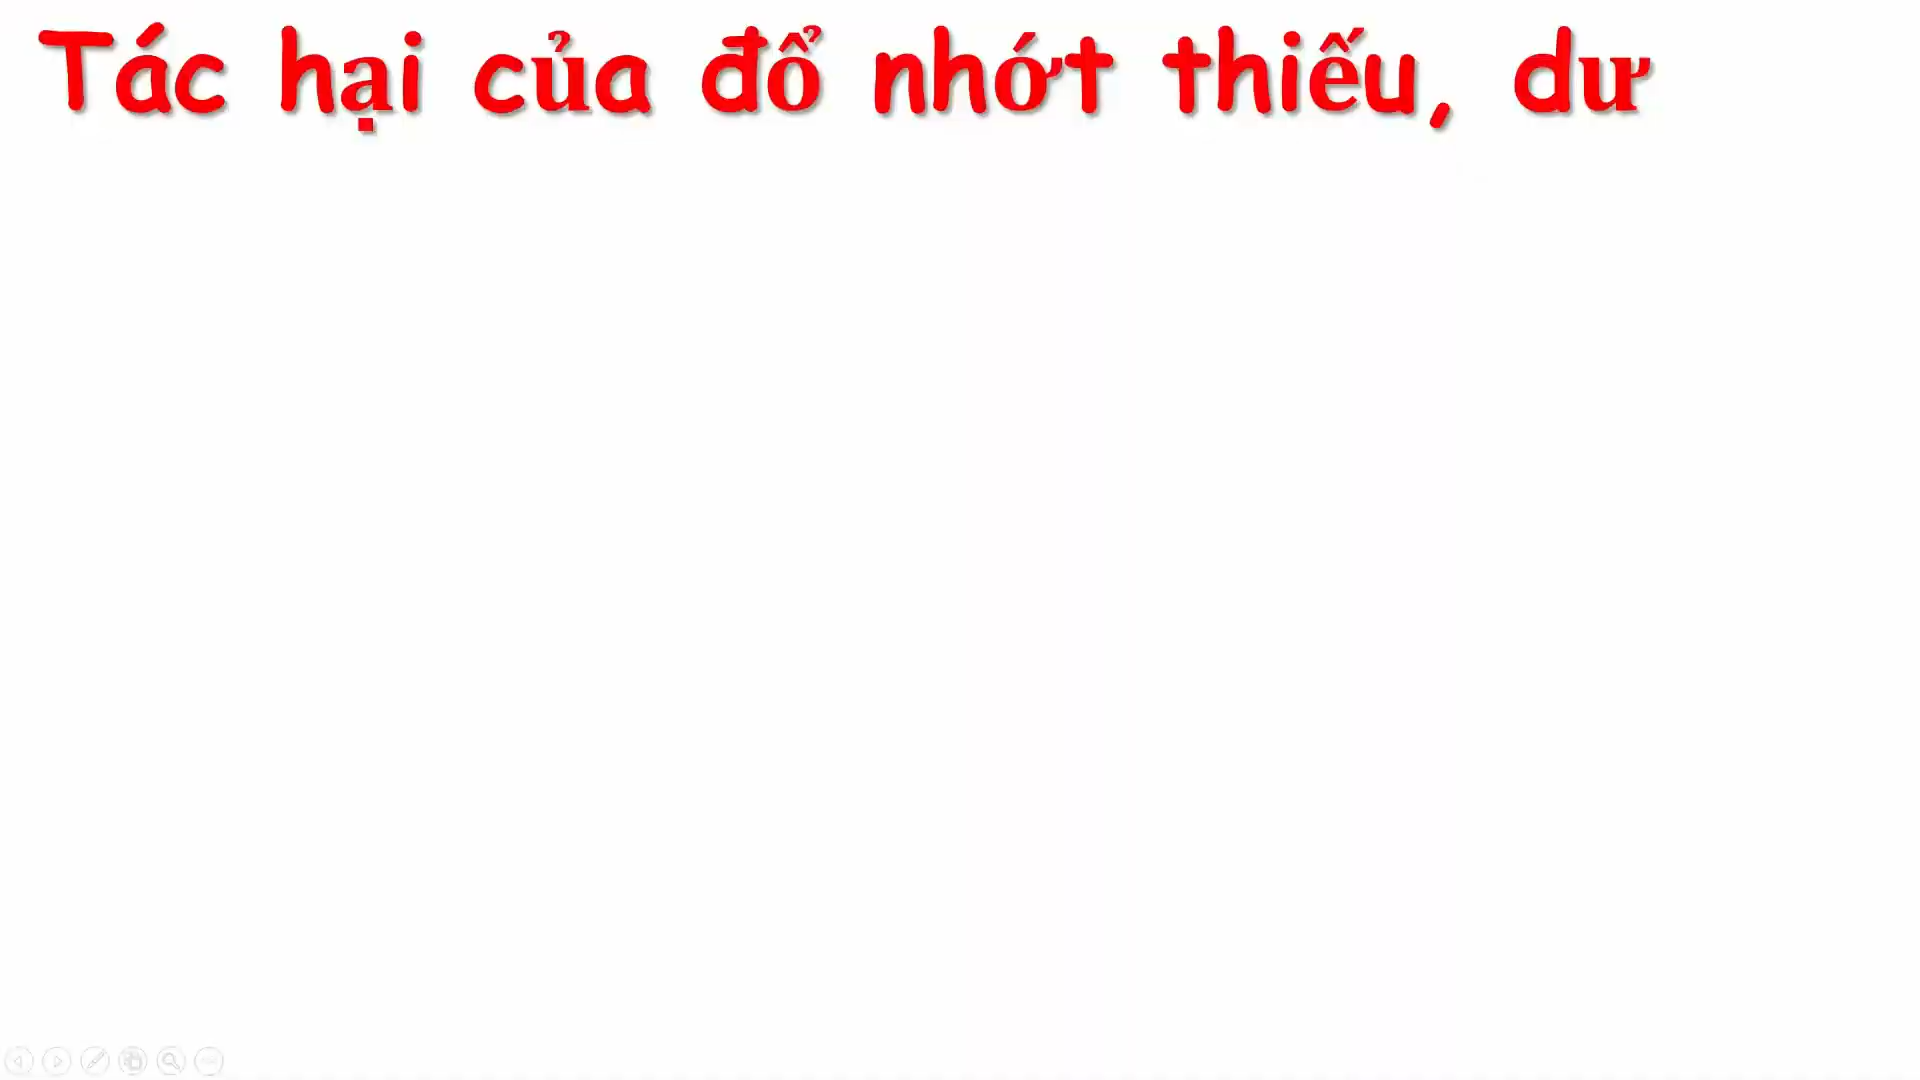 Tác hại của đổ nhớt thiếu, dư